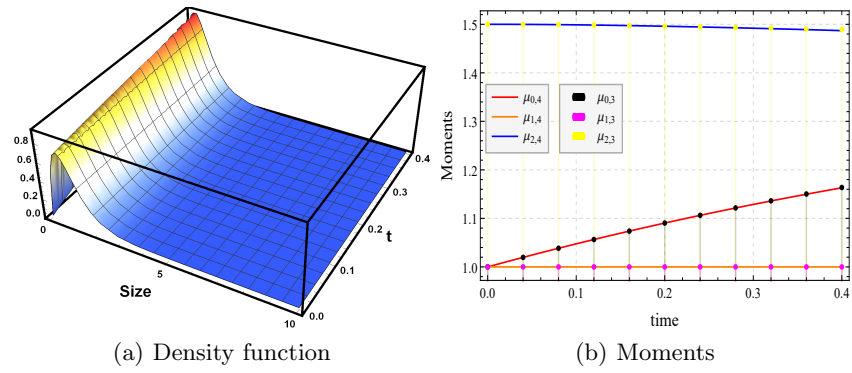 0.8
0.6
0.4
0.2
0.0
0
5
10
Size
0.0
0.1
0.2
0.3
0.4
t
(a) Density function
1.5
1.4
1.3
1.2
1.1
1.0
Moments
μ0,4 μ0,3
μ1,4 μ1,3
μ2,4 μ2,3
0.0 0.1 0.2 0.3 0.4
time
(b) Moments